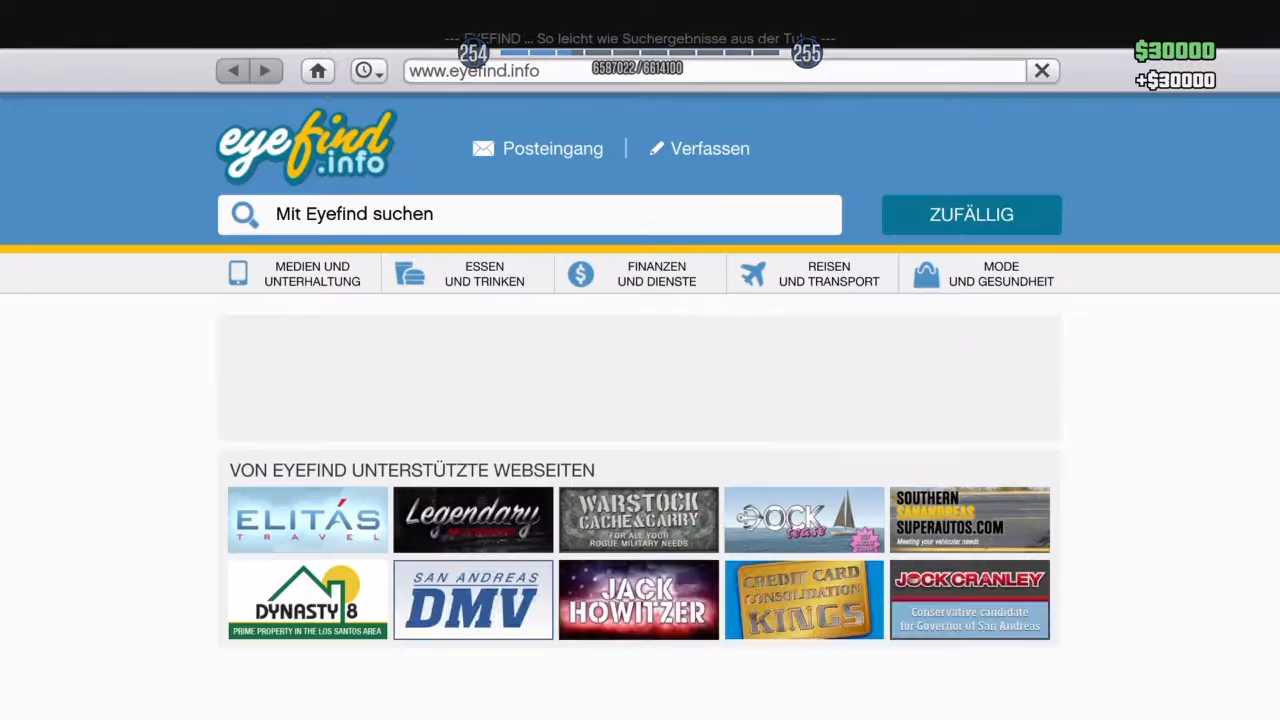 --- EYEFIND ... So leicht wie Suchergebnisse aus der Tube ---
254
255
$30000
www.eyefind.info
6587022/6614100
+$30000
eyefind
.info
Posteingang
Verfassen
Mit Eyefind suchen
ZUFÄLLIG
MEDIEN UND
UNTERHALTUNG
ESSEN
UND TRINKEN
FINANZEN
UND DIENSTE
REISEN
UND TRANSPORT
MODE
UND GESUNDHEIT
VON EYEFIND UNTERSTÜTZTE WEBSEITEN
ELITÁS
TRAVEL
Legendary
WARSTOCK
CACHE&CARRY
FOR ALL YOUR
ROGUE MILITARY NEEDS
DOCK
tease
SOUTHERN
SANANDREAS
SUPERAUTOS.COM
Meeting your vehicular needs
DYNASTY 8
PRIME PROPERTY IN THE LOS SANTOS AREA
SAN ANDREAS
DMV
JACK
HOWITZER
CREDIT CARD
CONSOLIDATION
KINGS
JOCK CRANLEY
Conservative candidate
for Governor of San Andreas